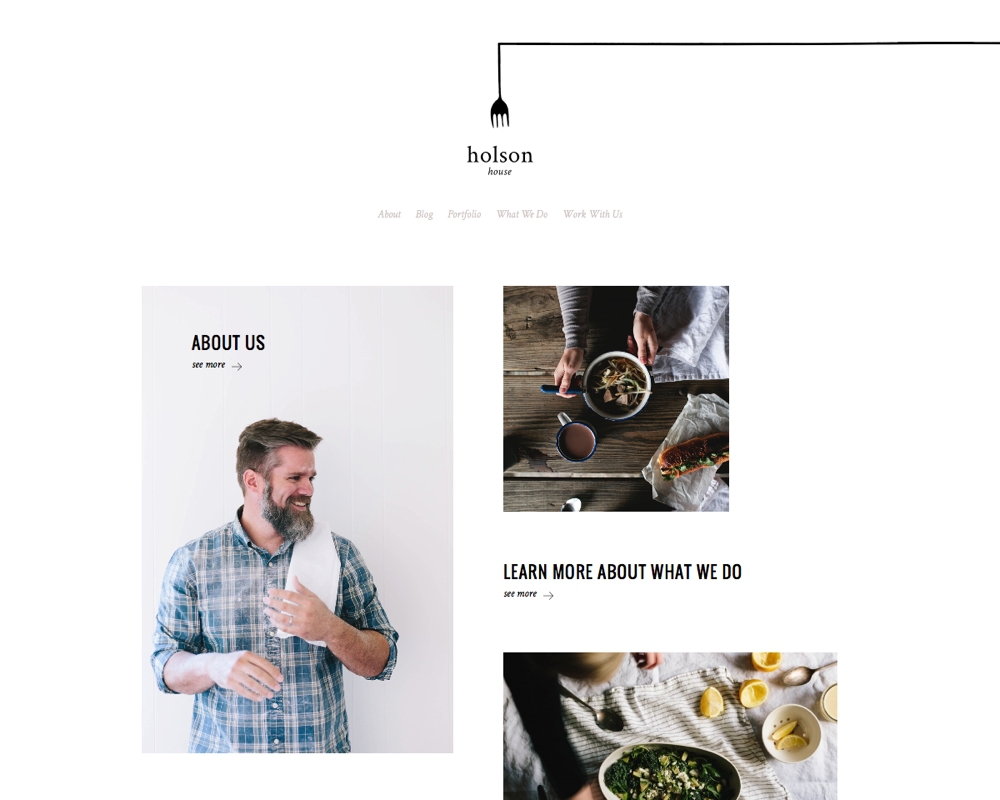 holson
house
About Blog Portfolio What We Do Work With Us
ABOUT US
see more
LEARN MORE ABOUT WHAT WE DO
see more